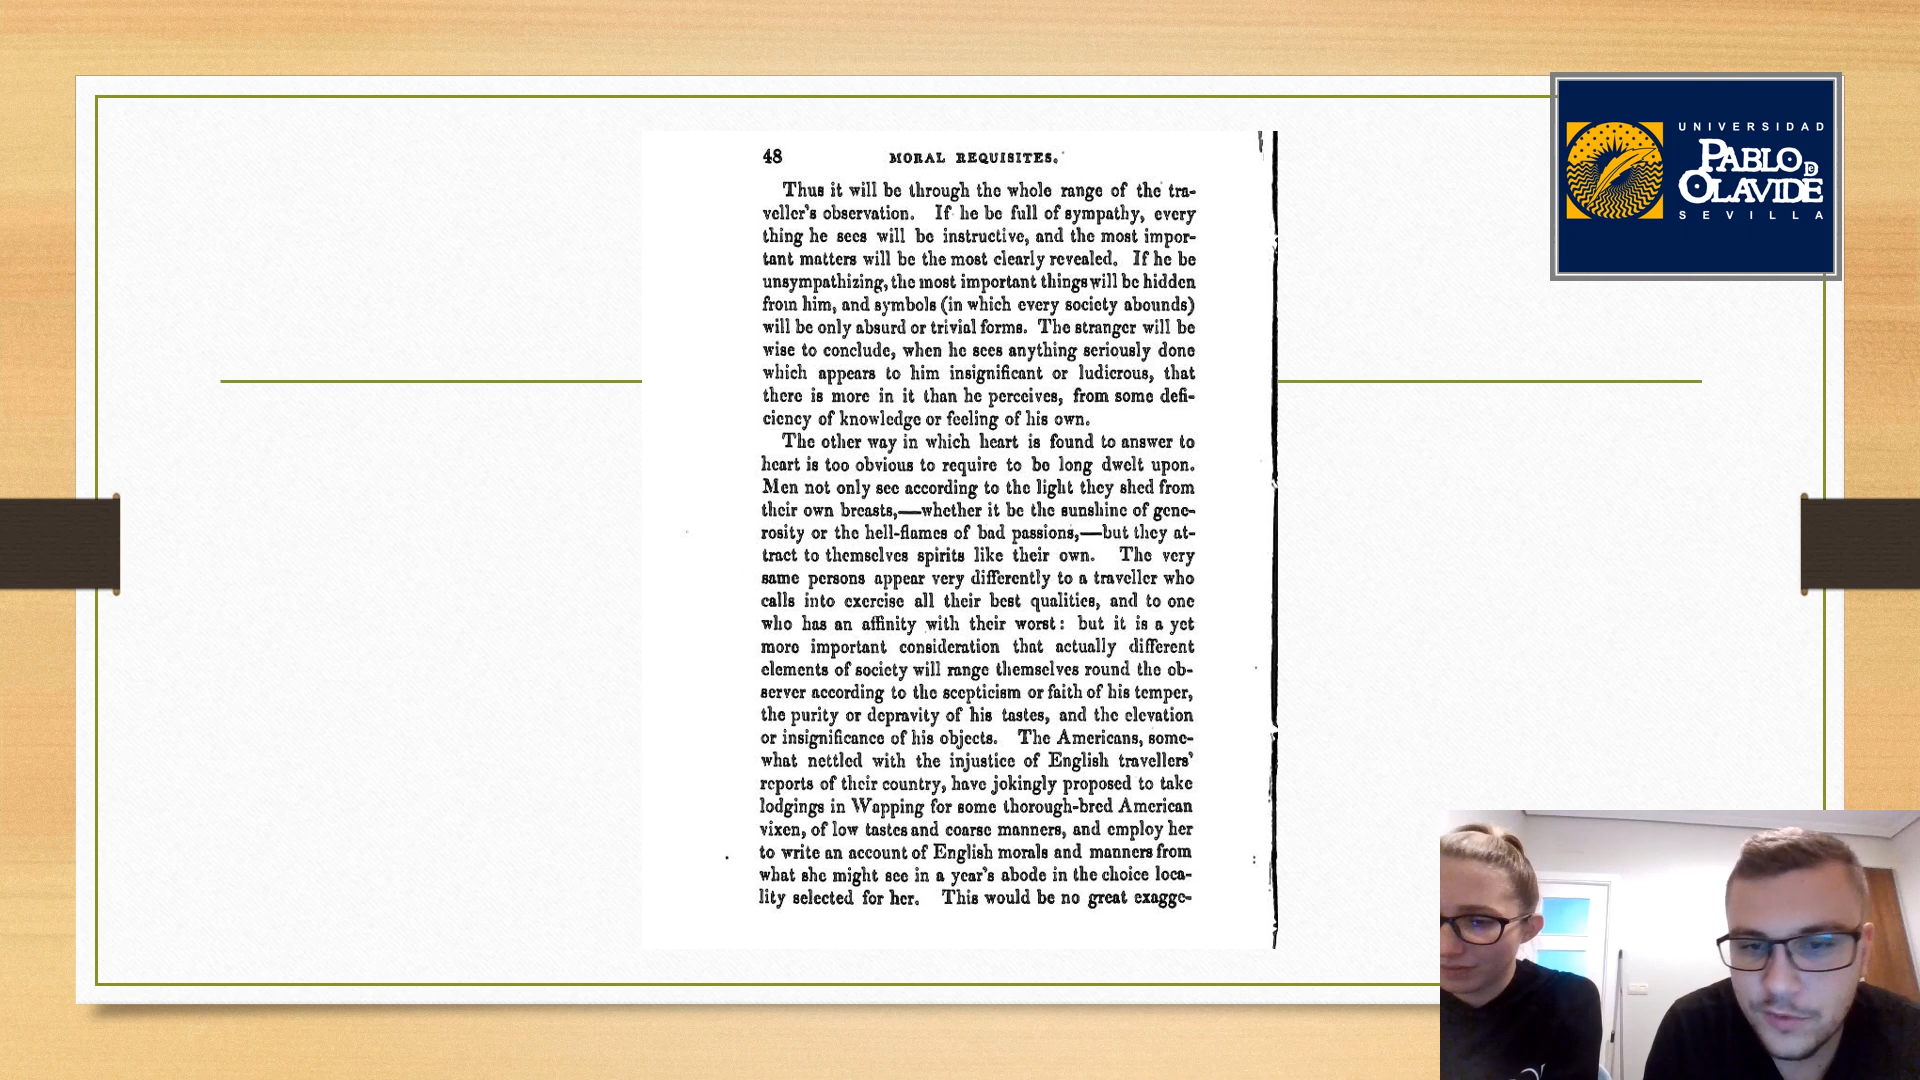 48 MORAL REQUISITES.
Thus it will be through the whole range of the tra-
veller's observation. If he be full of sympathy, every
thing he sees will be instructive, and the most impor-
tant matters will be the most clearly revealed. If he be
unsympathizing, the most important things will be hidden
from him, and symbols (in which every society abounds)
will be only absurd or trivial forms. The stranger will be
wise to conclude, when he sees anything seriously done
which appears to him insignificant or ludicrous, that
there is more in it than he perceives, from some defi-
ciency of knowledge or feeling of his own.
The other way in which heart is found to answer to
heart is too obvious to require to be long dwelt upon.
Men not only see according to the light they shed from
their own breasts,—whether it be the sunshine of gene-
rosity or the hell-flames of bad passions,—but they at-
tract to themselves spirits like their own. The very
same persons appear very differently to a traveller who
calls into exercise all their best qualities, and to one
who has an affinity with their worst: but it is a yet
more important consideration that actually different
elements of society will range themselves round the ob-
server according to the scepticism or faith of his temper,
the purity or depravity of his tastes, and the elevation
or insignificance of his objects. The Americans, some-
what nettled with the injustice of English travellers'
reports of their country, have jokingly proposed to take
lodgings in Wapping for some thorough-bred American
vixen, of low tastes and coarse manners, and employ her
to write an account of English morals and manners from
what she might see in a year's abode in the choice loca-
lity selected for her. This would be no great exagge-
UNIVERSIDAD
PABLO DE
OLAVIDE
SEVILLA